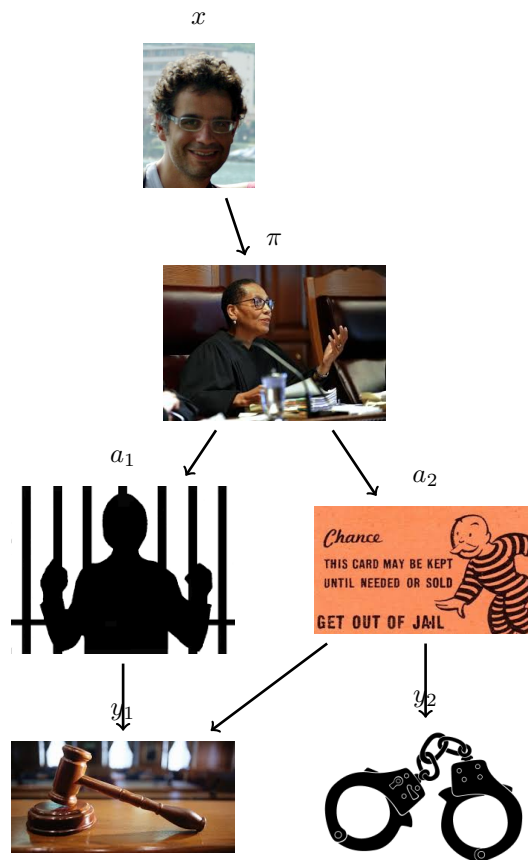 x
π
a₁
a₂
Chance
THIS CARD MAY BE KEPT
UNTIL NEEDED OR SOLD
GET OUT OF JAIL
y₁
y₂